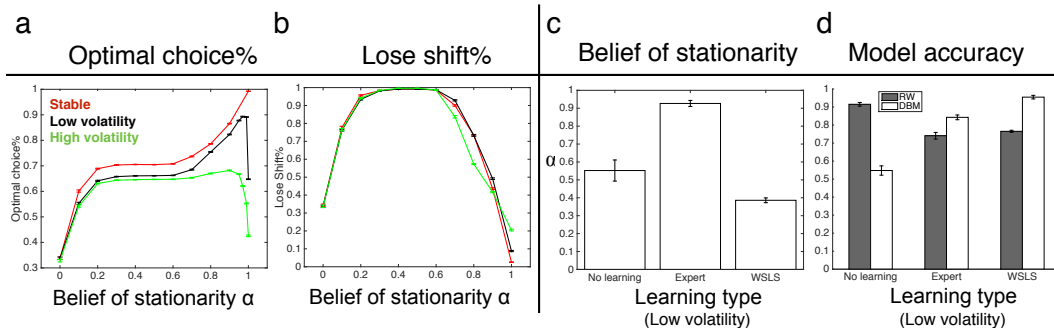 a
Optimal choice%
b
Lose shift%
c
Belief of stationarity
d
Model accuracy
Stable
Low volatility
High volatility
Optimal choice%
1
0.9
0.8
0.7
0.6
0.5
0.4
0.3
0
0.2
0.4
0.6
0.8
1
Belief of stationarity α
Lose Shift%
1
0.9
0.8
0.7
0.6
0.5
0.4
0.3
0.2
0.1
0
0
0.2
0.4
0.6
0.8
1
Belief of stationarity α
α
1
0.9
0.8
0.7
0.6
0.5
0.4
0.3
0.2
0.1
0
No learning
Expert
WSLS
Learning type
(Low volatility)
RW
DBM
1
0.9
0.8
0.7
0.6
0.5
0.4
0.3
0.2
0.1
0
No learning
Expert
WSLS
Learning type
(Low volatility)